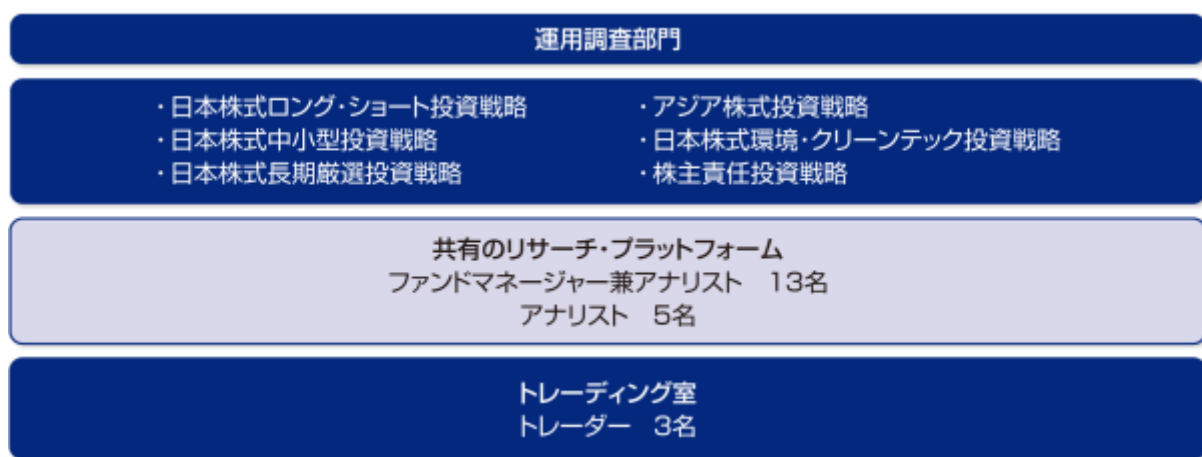 運用調査部門
・日本株式ロング・ショート投資戦略
・日本株式中小型投資戦略
・日本株式長期厳選投資戦略
・アジア株式投資戦略
・日本株式環境・クリーンテック投資戦略
・株主責任投資戦略
共有のリサーチ・プラットフォーム
ファンドマネージャー兼アナリスト　13名
アナリスト　5名
トレーディング室
トレーダー　3名